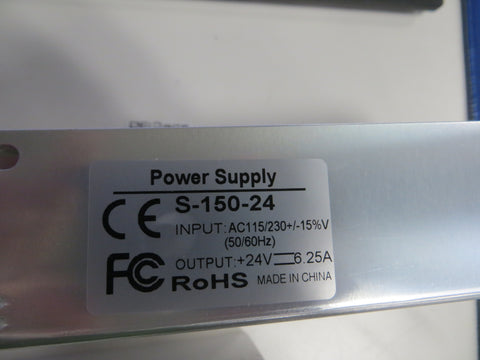 Power Supply
CE S-150-24
INPUT: AC115/230+/-15%V
(50/60Hz)
OUTPUT: +24V⎓6.25A
FC RoHS MADE IN CHINA